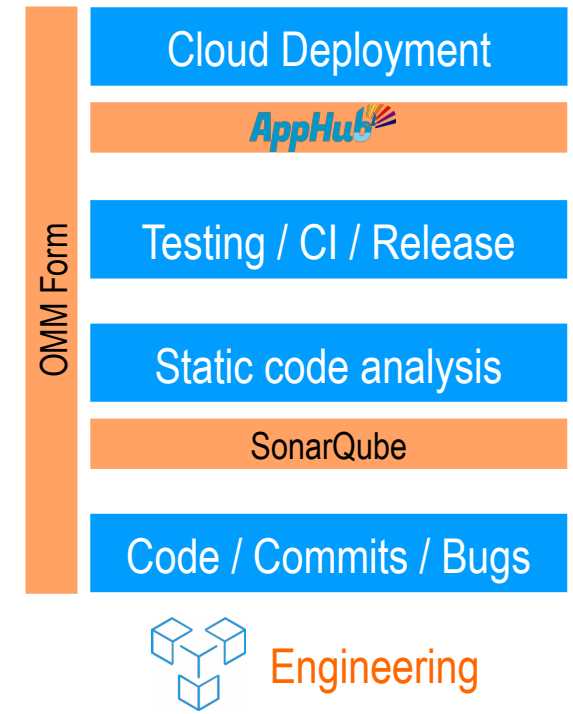 Cloud Deployment
AppHub
OMM Form
Testing / CI / Release
Static code analysis
SonarQube
Code / Commits / Bugs
Engineering